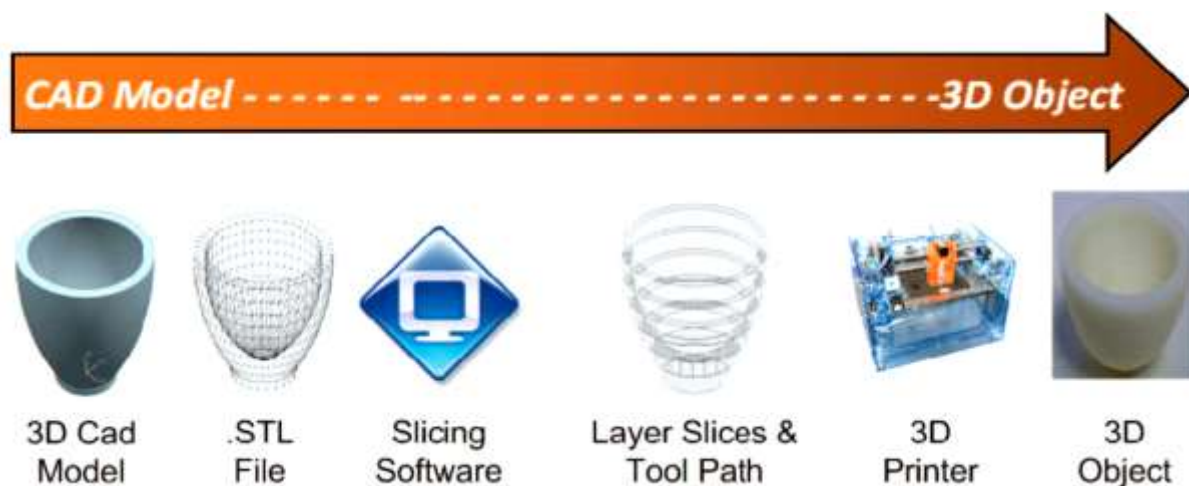 CAD Model - - - - - - -- - - - - - - - - - - - - - - - - - - - - -3D Object
3D Cad
Model
.STL
File
Slicing
Software
Layer Slices &
Tool Path
3D
Printer
3D
Object